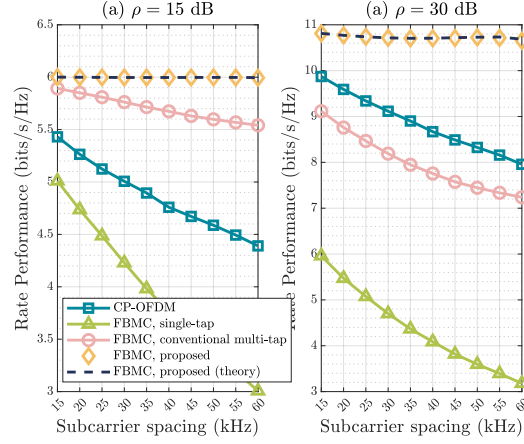 (a) ρ = 15 dB
(a) ρ = 30 dB
Rate Performance (bits/s/Hz)
6.5
6
5.5
5
4.5
4
3.5
3
CP-OFDM
FBMC, single-tap
FBMC, conventional multi-tap
FBMC, proposed
FBMC, proposed (theory)
15 20 25 30 35 40 45 50 55 60
Subcarrier spacing (kHz)
Rate Performance (bits/s/Hz)
11
10
9
8
7
6
5
4
3
15 20 25 30 35 40 45 50 55 60
Subcarrier spacing (kHz)